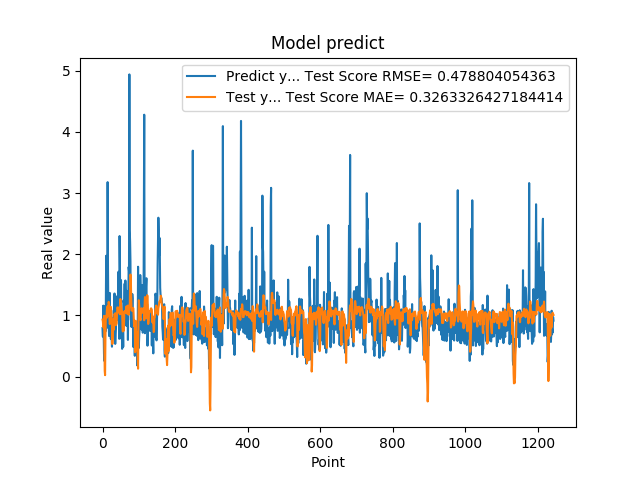 Model predict
Predict y... Test Score RMSE= 0.478804054363
Test y... Test Score MAE= 0.3263326427184414
Real value
5
4
3
2
1
0
0 200 400 600 800 1000 1200
Point